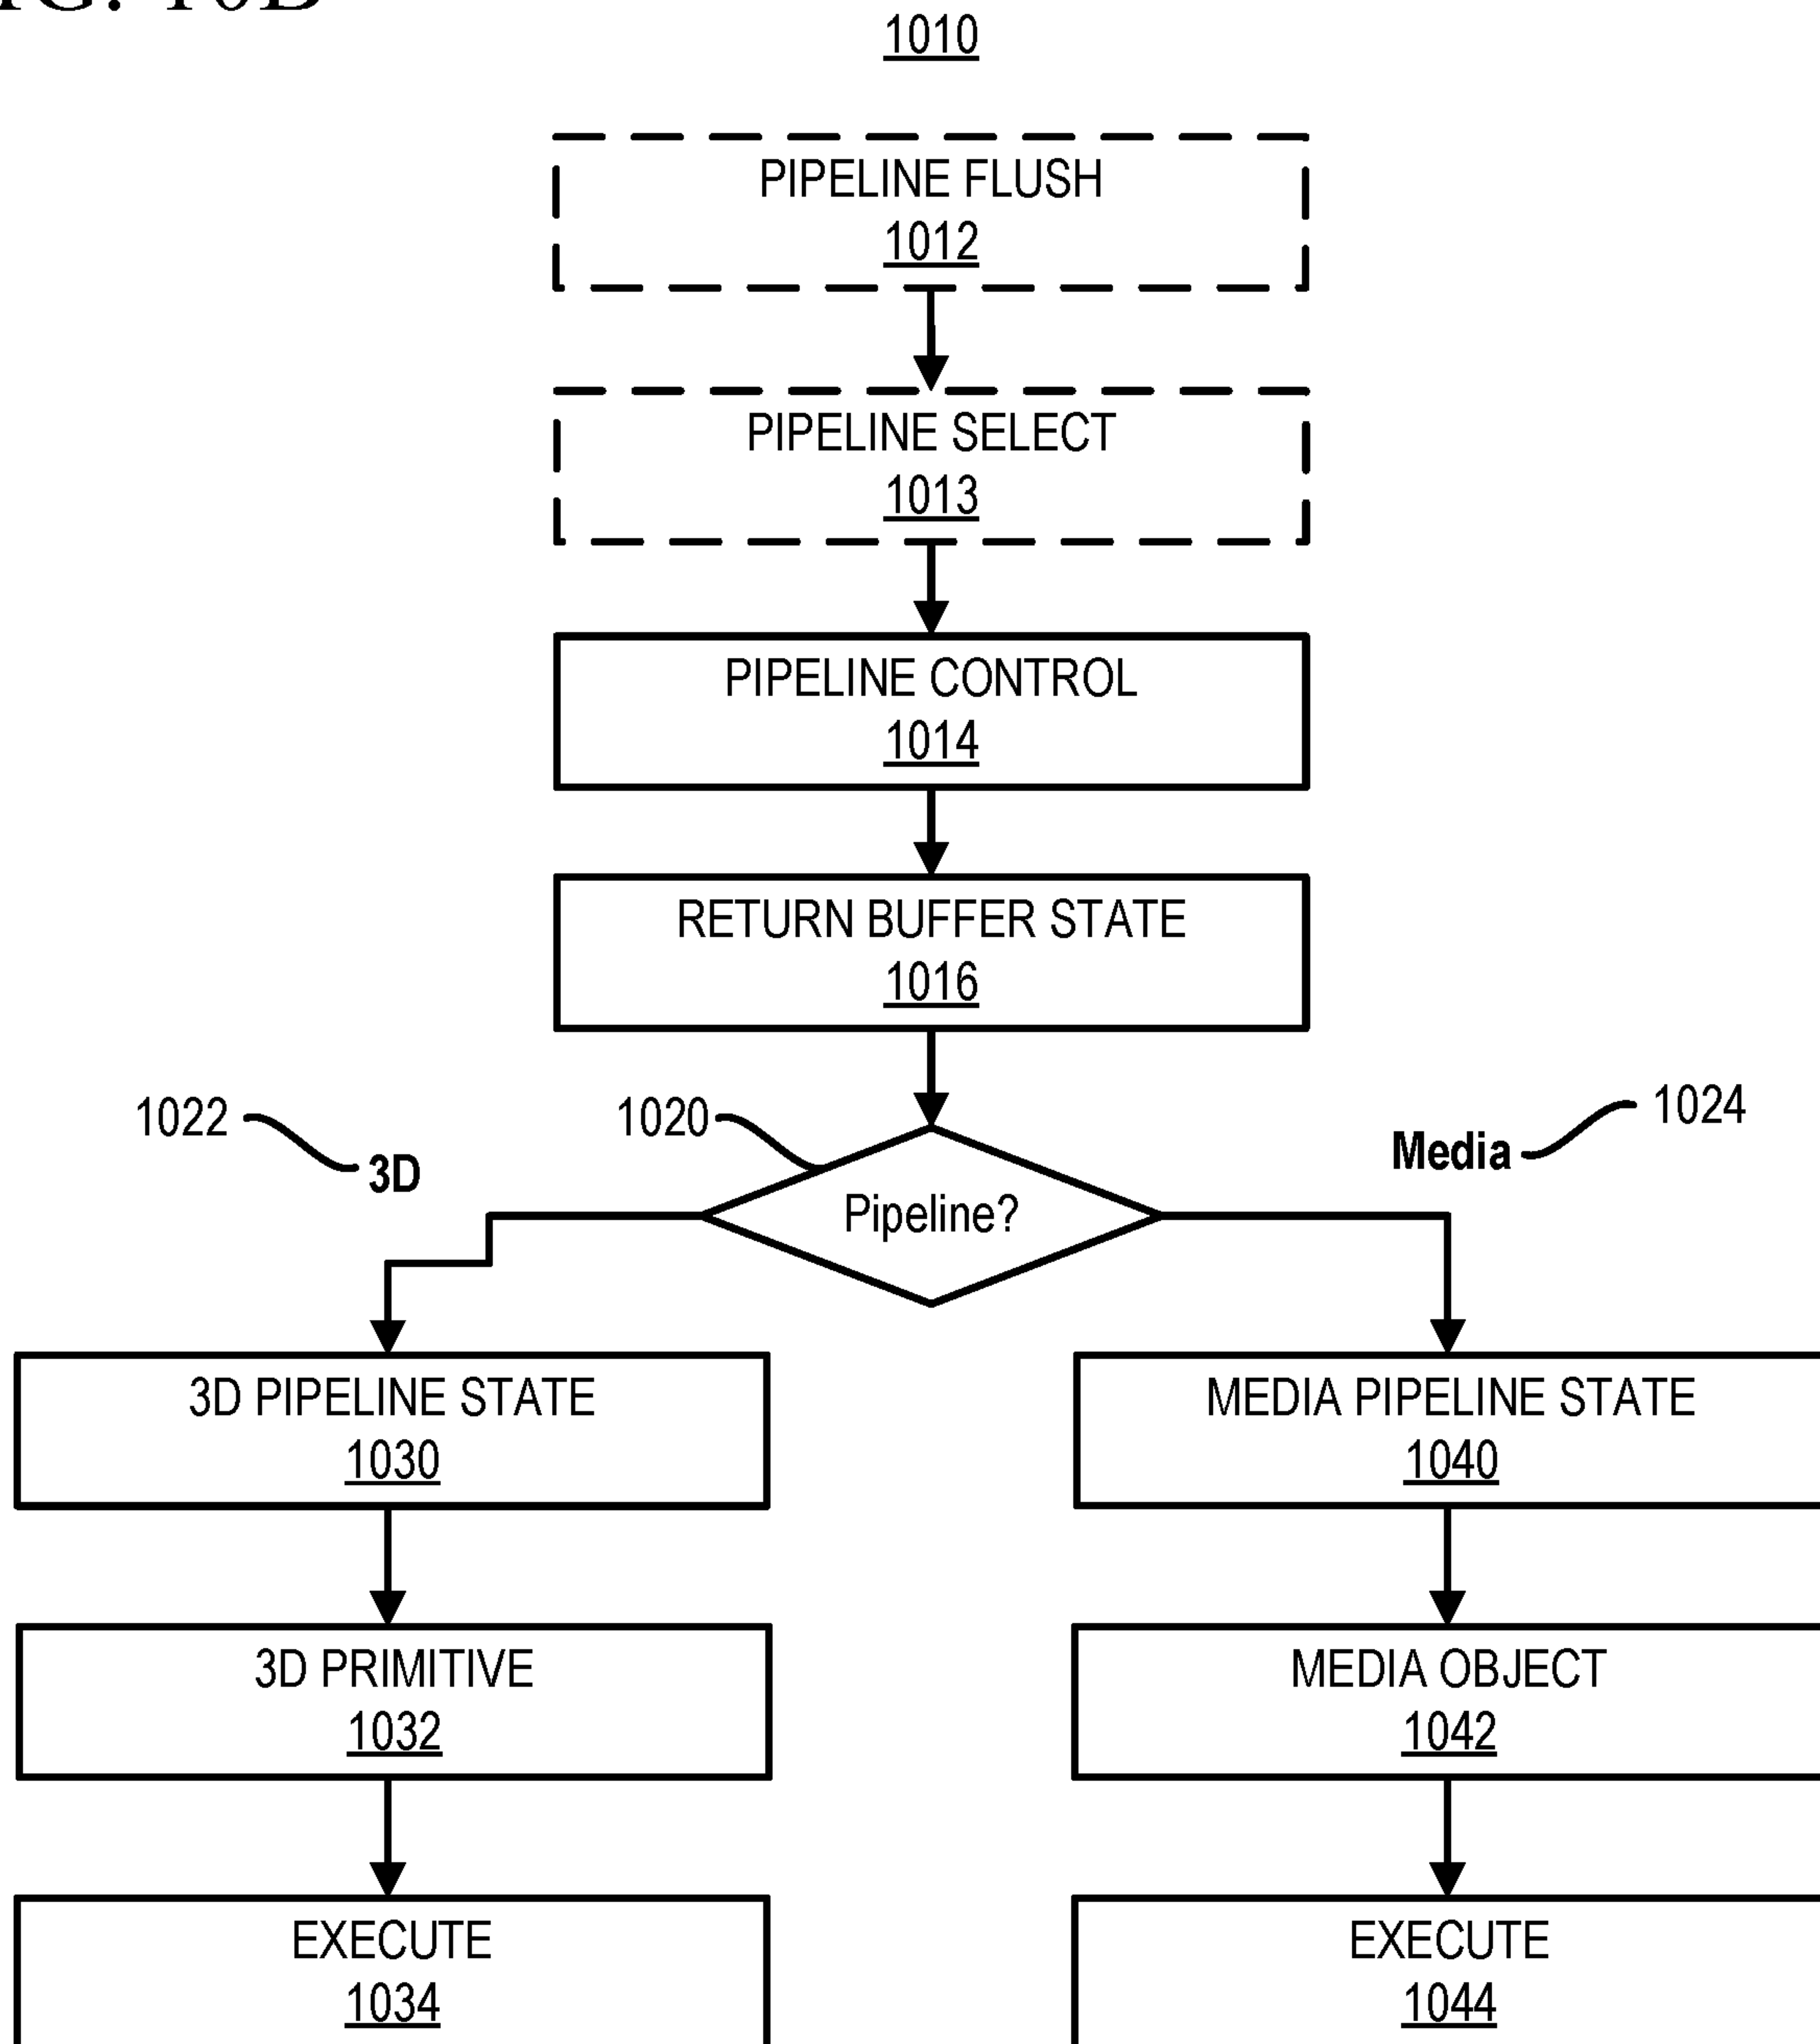 1010
PIPELINE FLUSH
1012
PIPELINE SELECT
1013
PIPELINE CONTROL
1014
RETURN BUFFER STATE
1016
1022
1020
1024
3D
Media
Pipeline?
3D PIPELINE STATE
1030
MEDIA PIPELINE STATE
1040
3D PRIMITIVE
1032
MEDIA OBJECT
1042
EXECUTE
1034
EXECUTE
1044